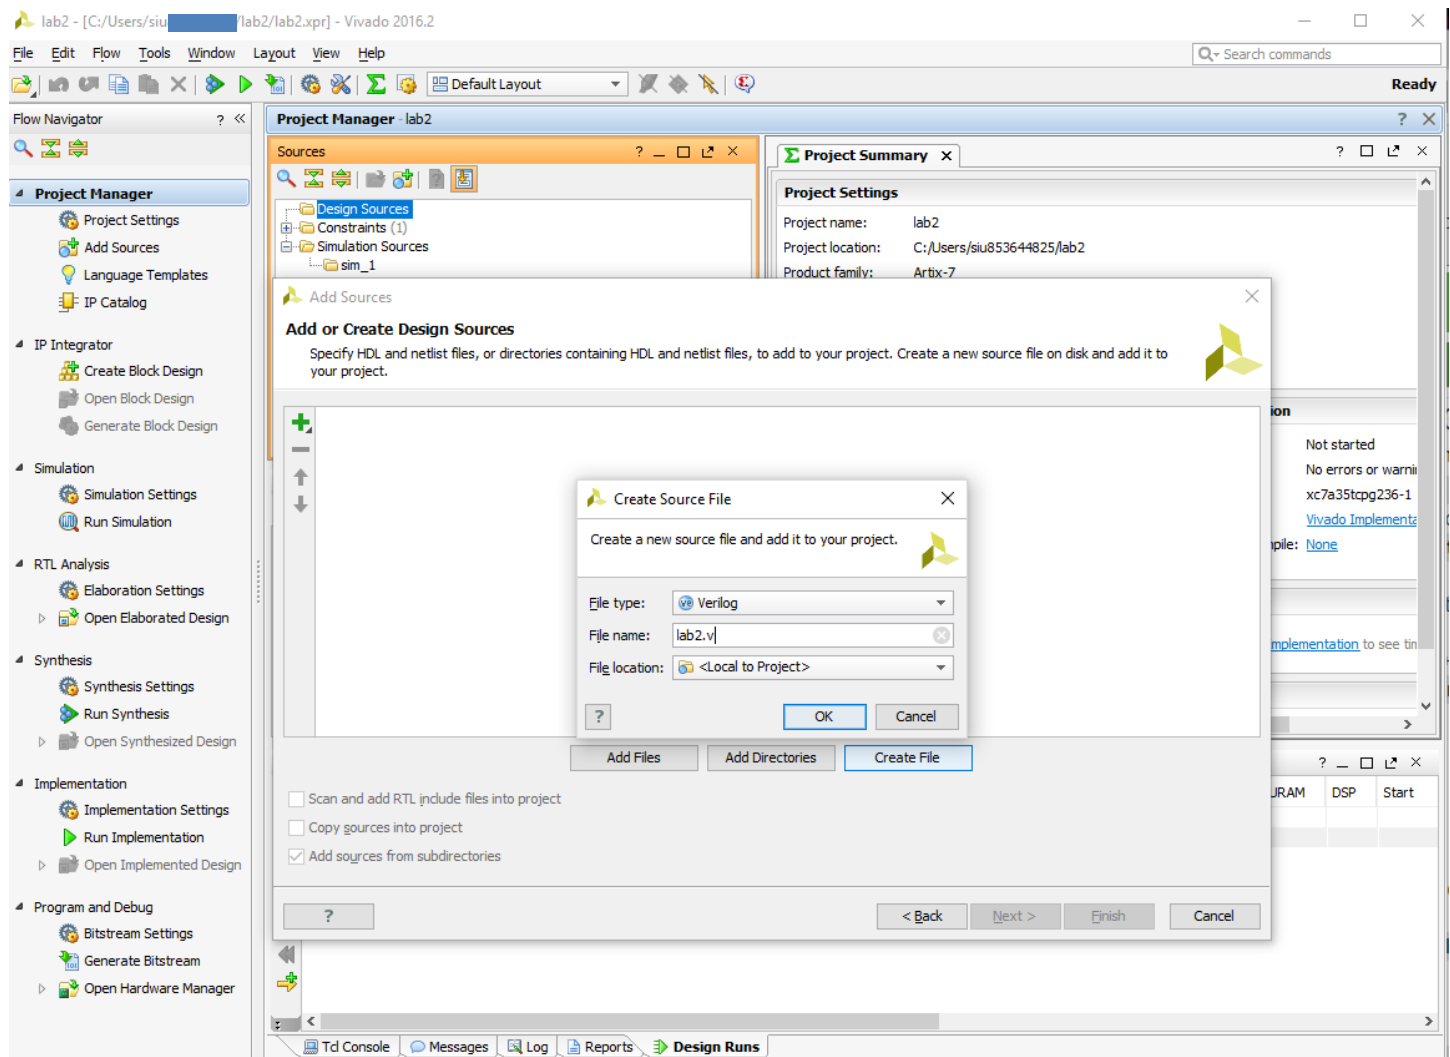 lab2 - [C:/Users/siu /lab2/lab2.xpr] - Vivado 2016.2
File Edit Flow Tools Window Layout View Help
Search commands
Default Layout
Ready
Flow Navigator ? «
Project Manager
Project Settings
Add Sources
Language Templates
IP Catalog
IP Integrator
Create Block Design
Open Block Design
Generate Block Design
Simulation
Simulation Settings
Run Simulation
RTL Analysis
Elaboration Settings
Open Elaborated Design
Synthesis
Synthesis Settings
Run Synthesis
Open Synthesized Design
Implementation
Implementation Settings
Run Implementation
Open Implemented Design
Program and Debug
Bitstream Settings
Generate Bitstream
Open Hardware Manager
Project Manager - lab2
Sources
Design Sources
Constraints (1)
Simulation Sources
sim_1
Project Summary
Project Settings
Project name: lab2
Project location: C:/Users/siu853644825/lab2
Product family: Artix-7
Add Sources
Add or Create Design Sources
Specify HDL and netlist files, or directories containing HDL and netlist files, to add to your project. Create a new source file on disk and add it to
your project.
Create Source File
Create a new source file and add it to your project.
File type: Verilog
File name: lab2.v
File location: <Local to Project>
?
OK Cancel
Add Files Add Directories Create File
Scan and add RTL include files into project
Copy sources into project
Add sources from subdirectories
? < Back Next > Finish Cancel
Not started
No errors or
xc7a35tcpg236-1
Vivado
None
to see
DSP Start
Tcl Console Messages Log Reports Design Runs